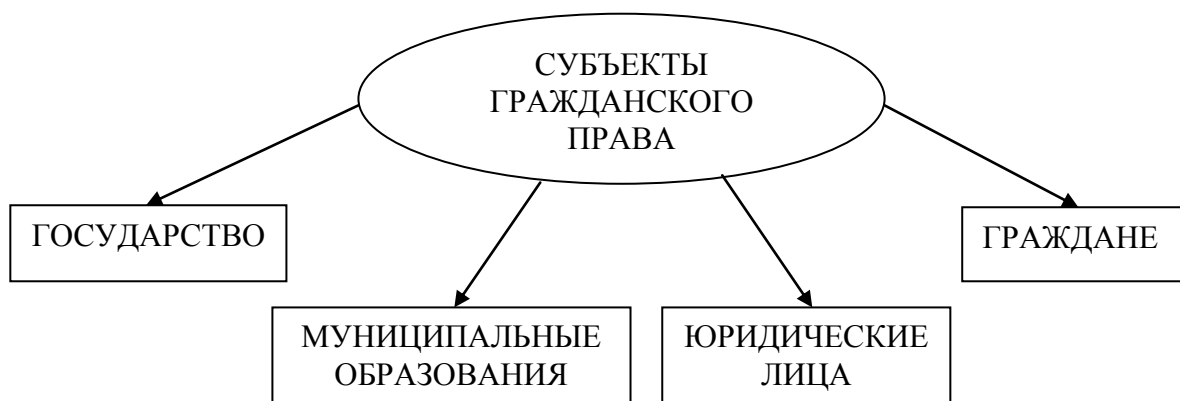 СУБЪЕКТЫ
ГРАЖДАНСКОГО
ПРАВА
ГОСУДАРСТВО
ГРАЖДАНЕ
МУНИЦИПАЛЬНЫЕ
ОБРАЗОВАНИЯ
ЮРИДИЧЕСКИЕ
ЛИЦА